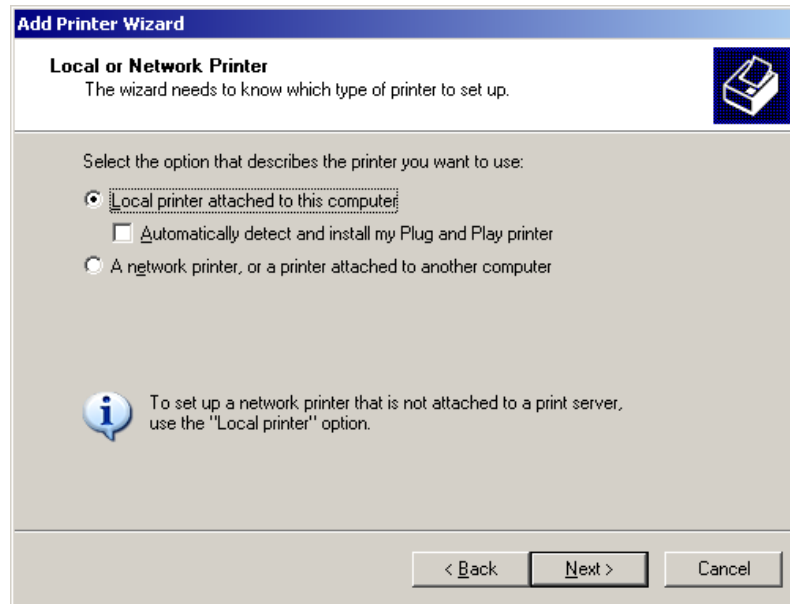 Add Printer Wizard
Local or Network Printer
The wizard needs to know which type of printer to set up.
Select the option that describes the printer you want to use:
Local printer attached to this computer
Automatically detect and install my Plug and Play printer
A network printer, or a printer attached to another computer
To set up a network printer that is not attached to a print server,
use the "Local printer" option.
< Back Next > Cancel